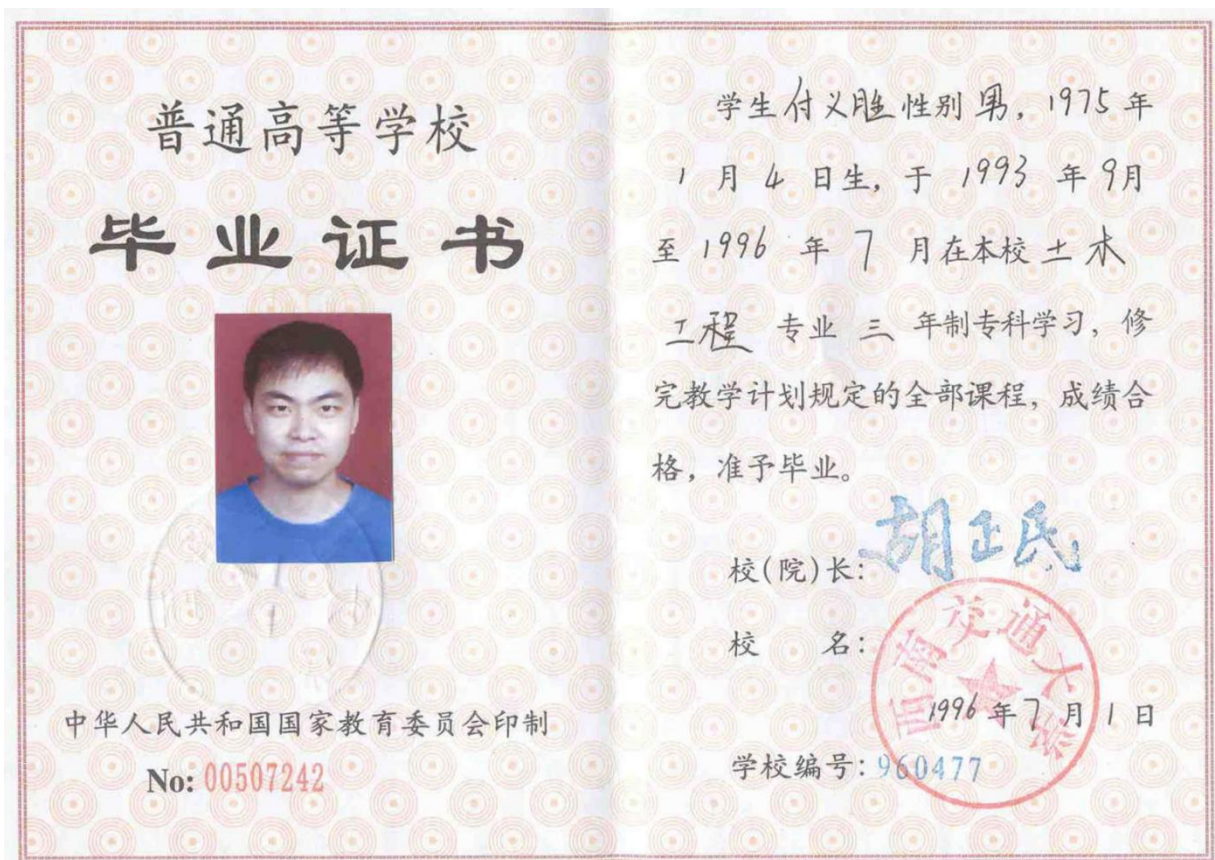 普通高等学校
毕业证书
中华人民共和国国家教育委员会印制
No: 00507242
学生付义胜性别男，1975年
1月4日生，于1993年9月
至1996年7月在本校土木
工程专业三年制专科学习，修
完教学计划规定的全部课程，成绩合
格，准予毕业。
校(院)长：胡正民
校 名：西南交通大学
1996年7月1日
学校编号：960477